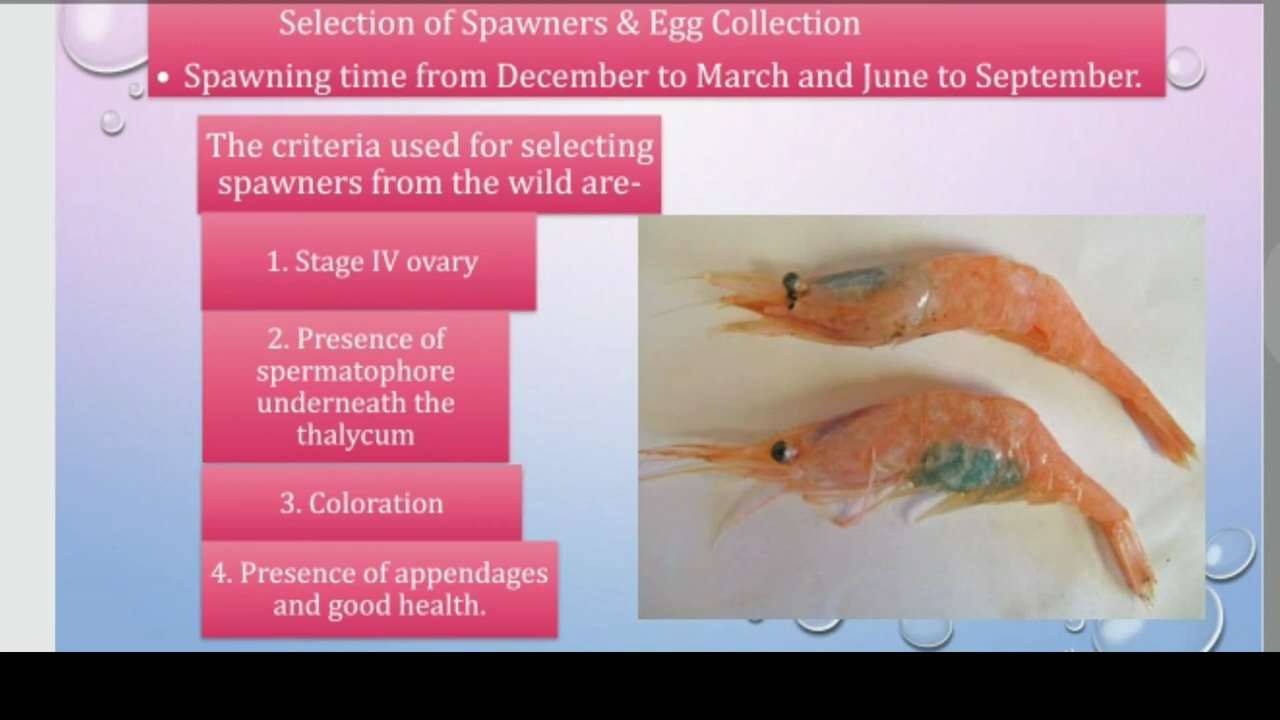 Selection of Spawners & Egg Collection
• Spawning time from December to March and June to September.
The criteria used for selecting
spawners from the wild are-
1. Stage IV ovary
2. Presence of
spermatophore
underneath the
thalycum
3. Coloration
4. Presence of appendages
and good health.